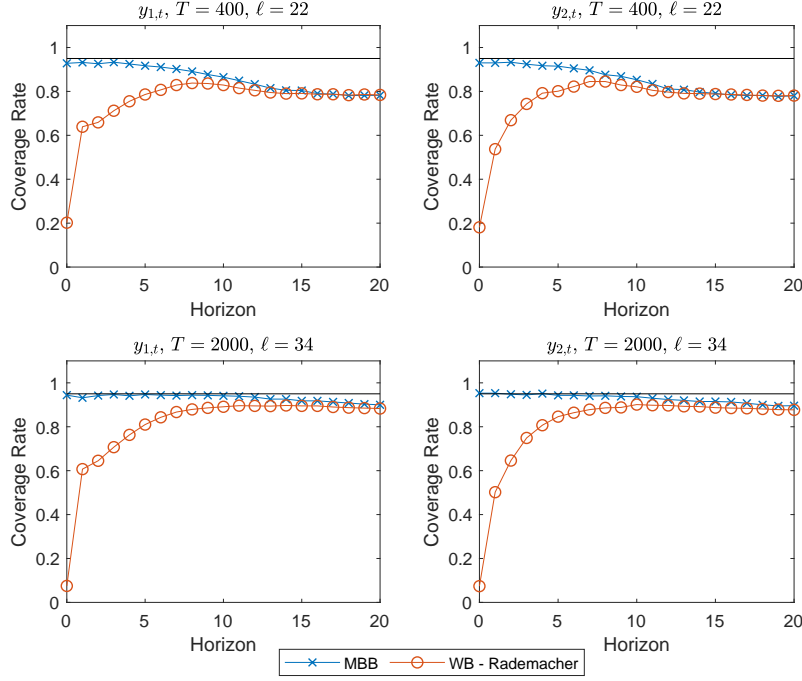 y1,t, T = 400, ℓ = 22
y2,t, T = 400, ℓ = 22
1
0.8
0.6
0.4
0.2
0
Coverage Rate
0 5 10 15 20
Horizon
1
0.8
0.6
0.4
0.2
0
Coverage Rate
0 5 10 15 20
Horizon
y1,t, T = 2000, ℓ = 34
y2,t, T = 2000, ℓ = 34
1
0.8
0.6
0.4
0.2
0
Coverage Rate
0 5 10 15 20
Horizon
1
0.8
0.6
0.4
0.2
0
Coverage Rate
0 5 10 15 20
Horizon
MBB WB - Rademacher